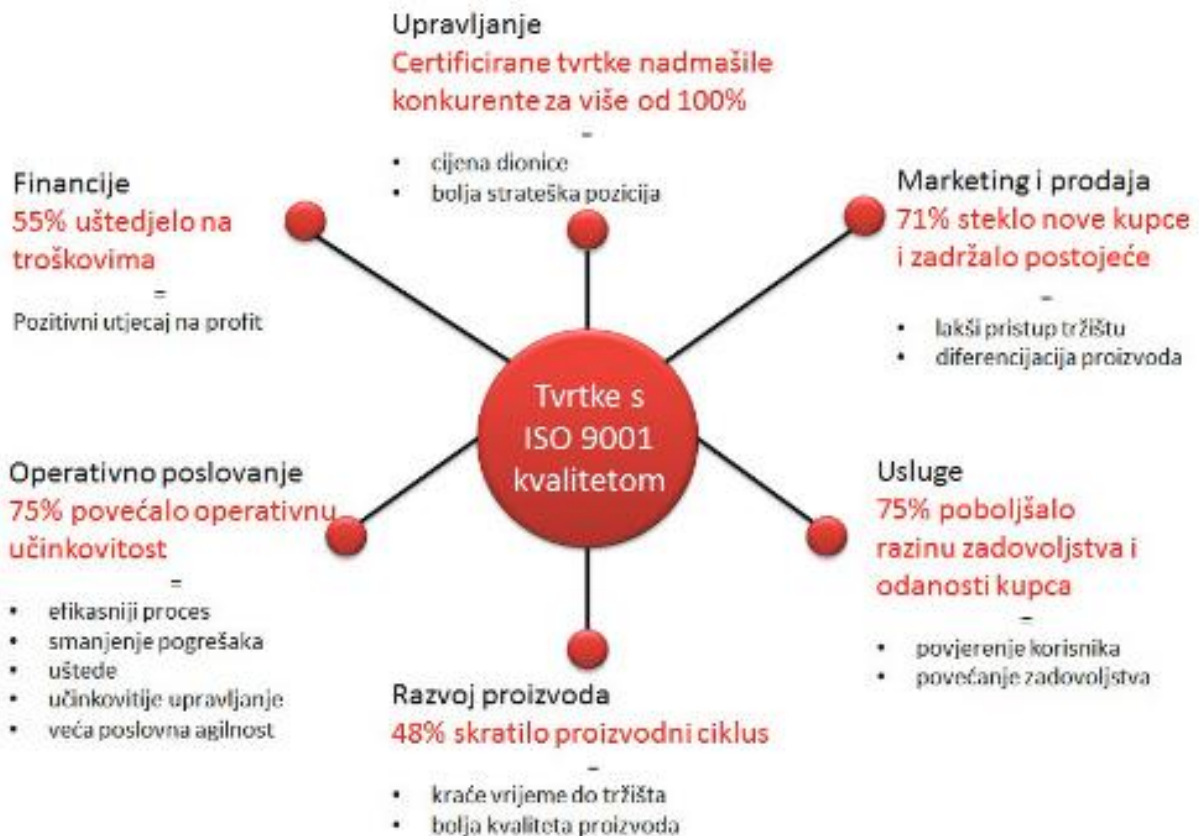 Upravljanje
Certificirane tvrtke nadmašile
konkurente za više od 100%
=
• cijena dionice
• bolja strateška pozicija
Financije
55% uštedjelo na
troškovima
=
Pozitivni utjecaj na profit
Marketing i prodaja
71% steklo nove kupce
i zadržalo postojeće
=
• lakši pristup tržištu
• diferencijacija proizvoda
Tvrtke s
ISO 9001
kvalitetom
Operativno poslovanje
75% povećalo operativnu
učinkovitost
=
• efikasniji proces
• smanjenje pogrešaka
• uštede
• učinkovitije upravljanje
• veća poslovna agilnost
Usluge
75% poboljšalo
razinu zadovoljstva i
odanosti kupca
=
• povjerenje korisnika
• povećanje zadovoljstva
Razvoj proizvoda
48% skratilo proizvodni ciklus
=
• kraće vrijeme do tržišta
• bolja kvaliteta proizvoda